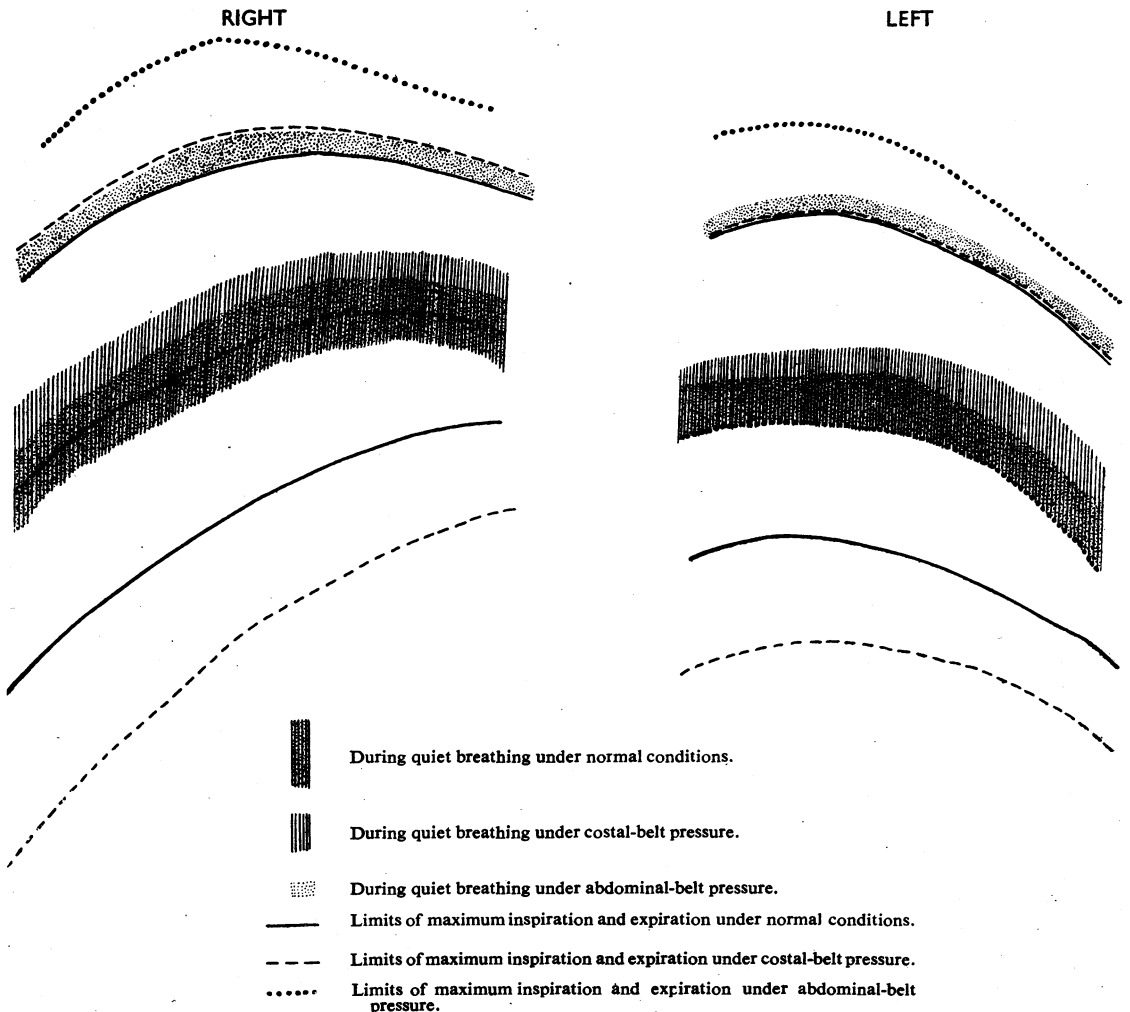 RIGHT
LEFT
During quiet breathing under normal conditions.
During quiet breathing under costal-belt pressure.
During quiet breathing under abdominal-belt pressure.
Limits of maximum inspiration and expiration under normal conditions.
Limits of maximum inspiration and expiration under costal-belt pressure.
Limits of maximum inspiration and expiration under abdominal-belt
pressure.